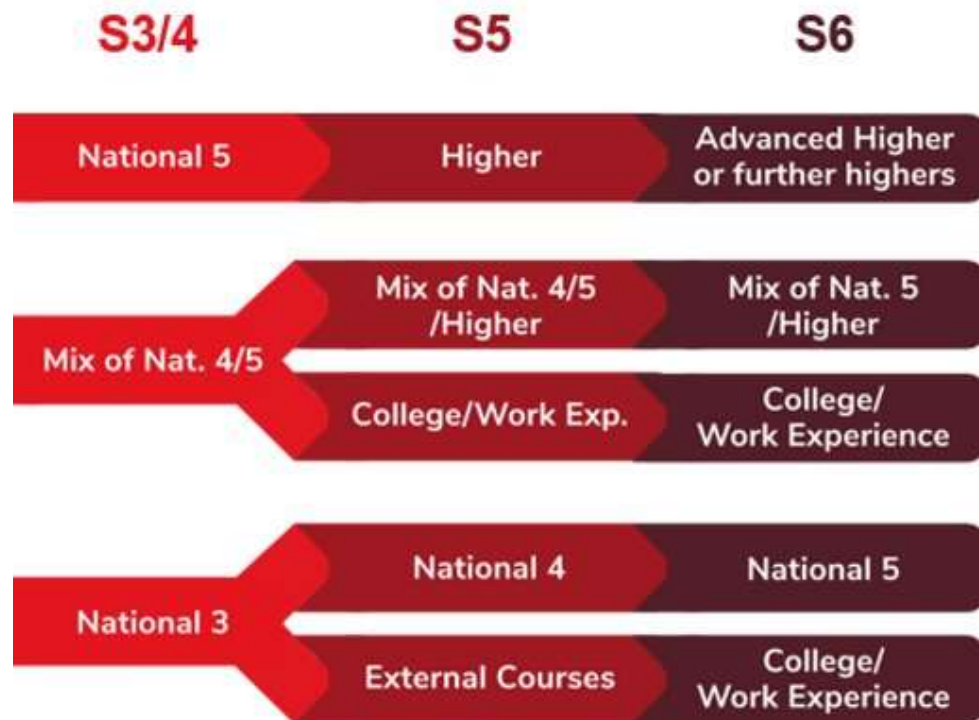 S3/4 S5 S6
National 5 Higher Advanced Higher
or further highers
Mix of Nat. 4/5
Mix of Nat. 4/5
/Higher
Mix of Nat. 5
/Higher
College/Work Exp.
College/
Work Experience
National 3
National 4
National 5
External Courses
College/
Work Experience